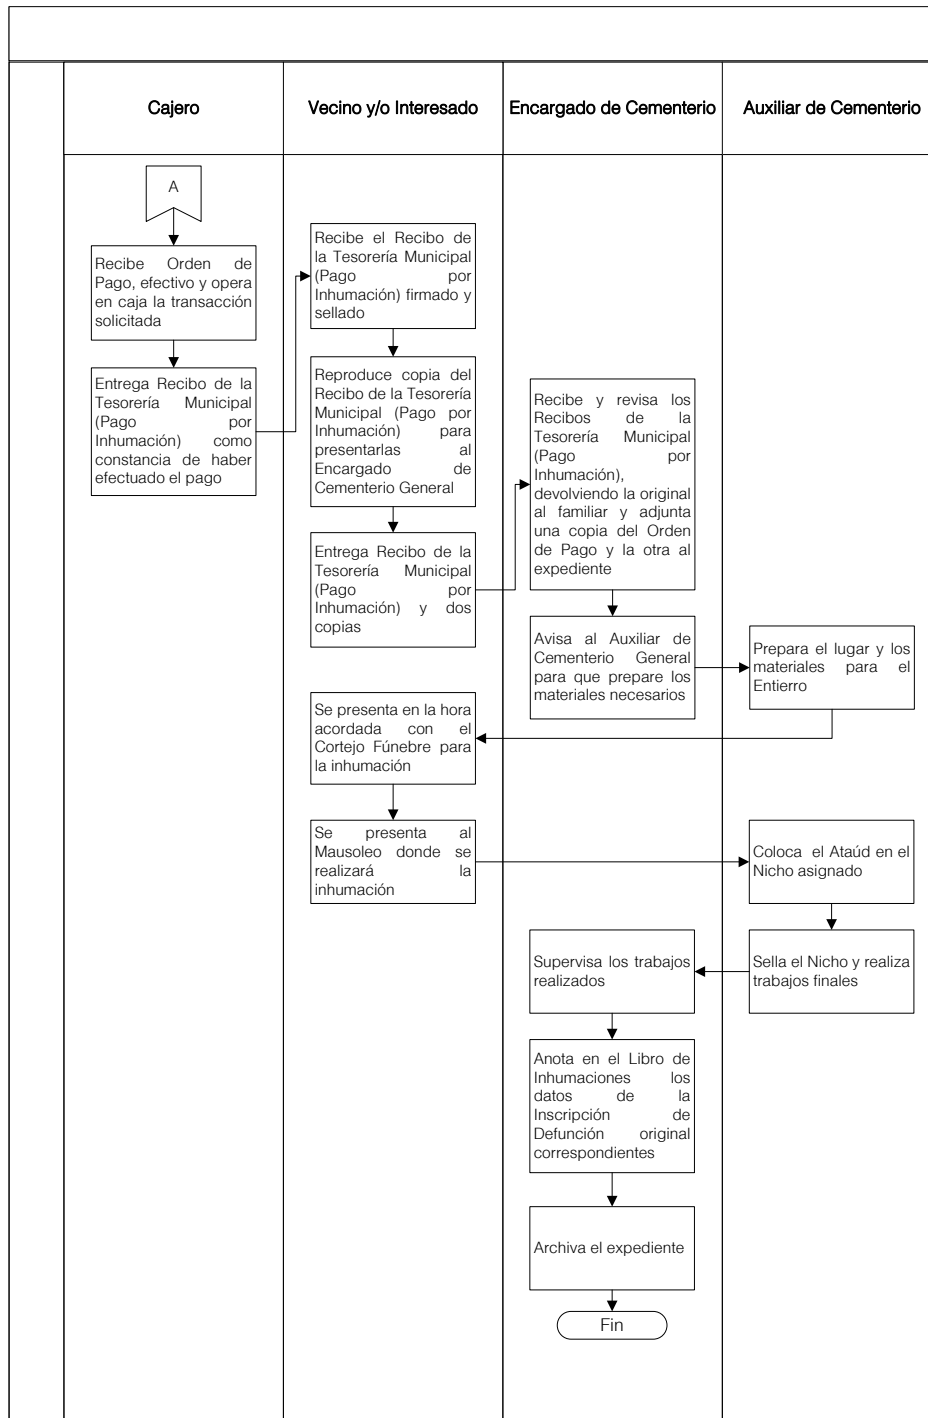 Cajero
Vecino y/o Interesado
Encargado de Cementerio
Auxiliar de Cementerio
A
Recibe Orden de
Pago, efectivo y opera
en caja la transacción
solicitada
Entrega Recibo de la
Tesorería Municipal
(Pago por
Inhumación) como
constancia de haber
efectuado el pago
Recibe el Recibo de
la Tesorería Municipal
(Pago por
Inhumación) firmado y
sellado
Reproduce copia del
Recibo de la Tesorería
Municipal (Pago por
Inhumación) para
presentarlas al
Encargado de
Cementerio General
Entrega Recibo de la
Tesorería Municipal
(Pago por
Inhumación) y dos
copias
Recibe y revisa los
Recibos de la
Tesorería Municipal
(Pago por
Inhumación),
devolviendo la original
al familiar y adjunta
una copia del Orden
de Pago y la otra al
expediente
Avisa al Auxiliar de
Cementerio General
para que prepare los
materiales necesarios
Prepara el lugar y los
materiales para el
Entierro
Se presenta en la hora
acordada con el
Cortejo Fúnebre para
la inhumación
Se presenta al
Mausoleo donde se
realizará la
inhumación
Coloca el Ataúd en el
Nicho asignado
Sella el Nicho y realiza
trabajos finales
Supervisa los trabajos
realizados
Anota en el Libro de
Inhumaciones los
datos de la
Inscripción de
Defunción original
correspondientes
Archiva el expediente
Fin